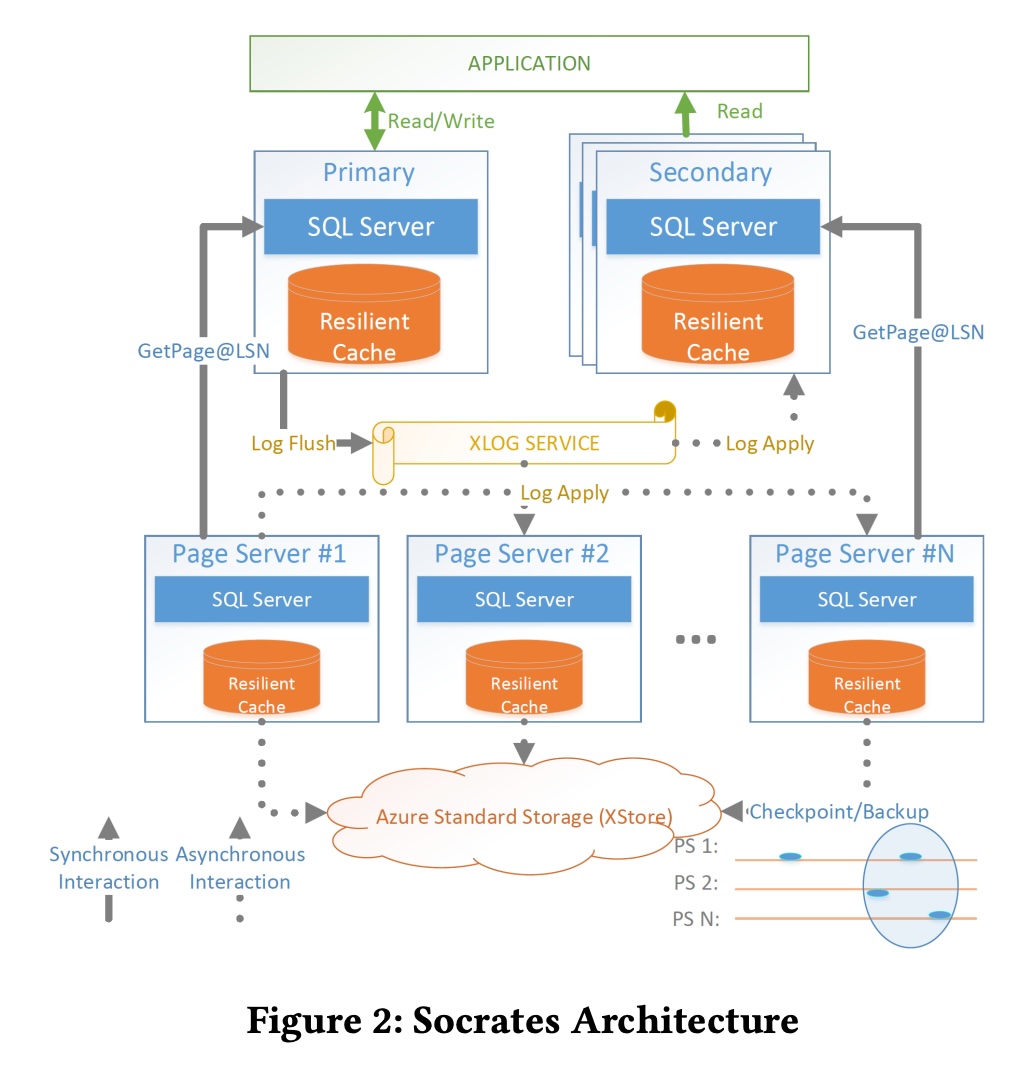 APPLICATION
Read/Write
Read
Primary
Secondary
SQL Server
SQL Server
Resilient
Cache
Resilient
Cache
GetPage@LSN
GetPage@LSN
Log Flush
XLOG SERVICE
Log Apply
Log Apply
Page Server #1
Page Server #2
Page Server #N
SQL Server
SQL Server
SQL Server
Resilient
Cache
Resilient
Cache
Resilient
Cache
Azure Standard Storage (XStore)
Checkpoint/Backup
Synchronous
Interaction
Asynchronous
Interaction
PS 1:
PS 2:
PS N:
Figure 2: Socrates Architecture